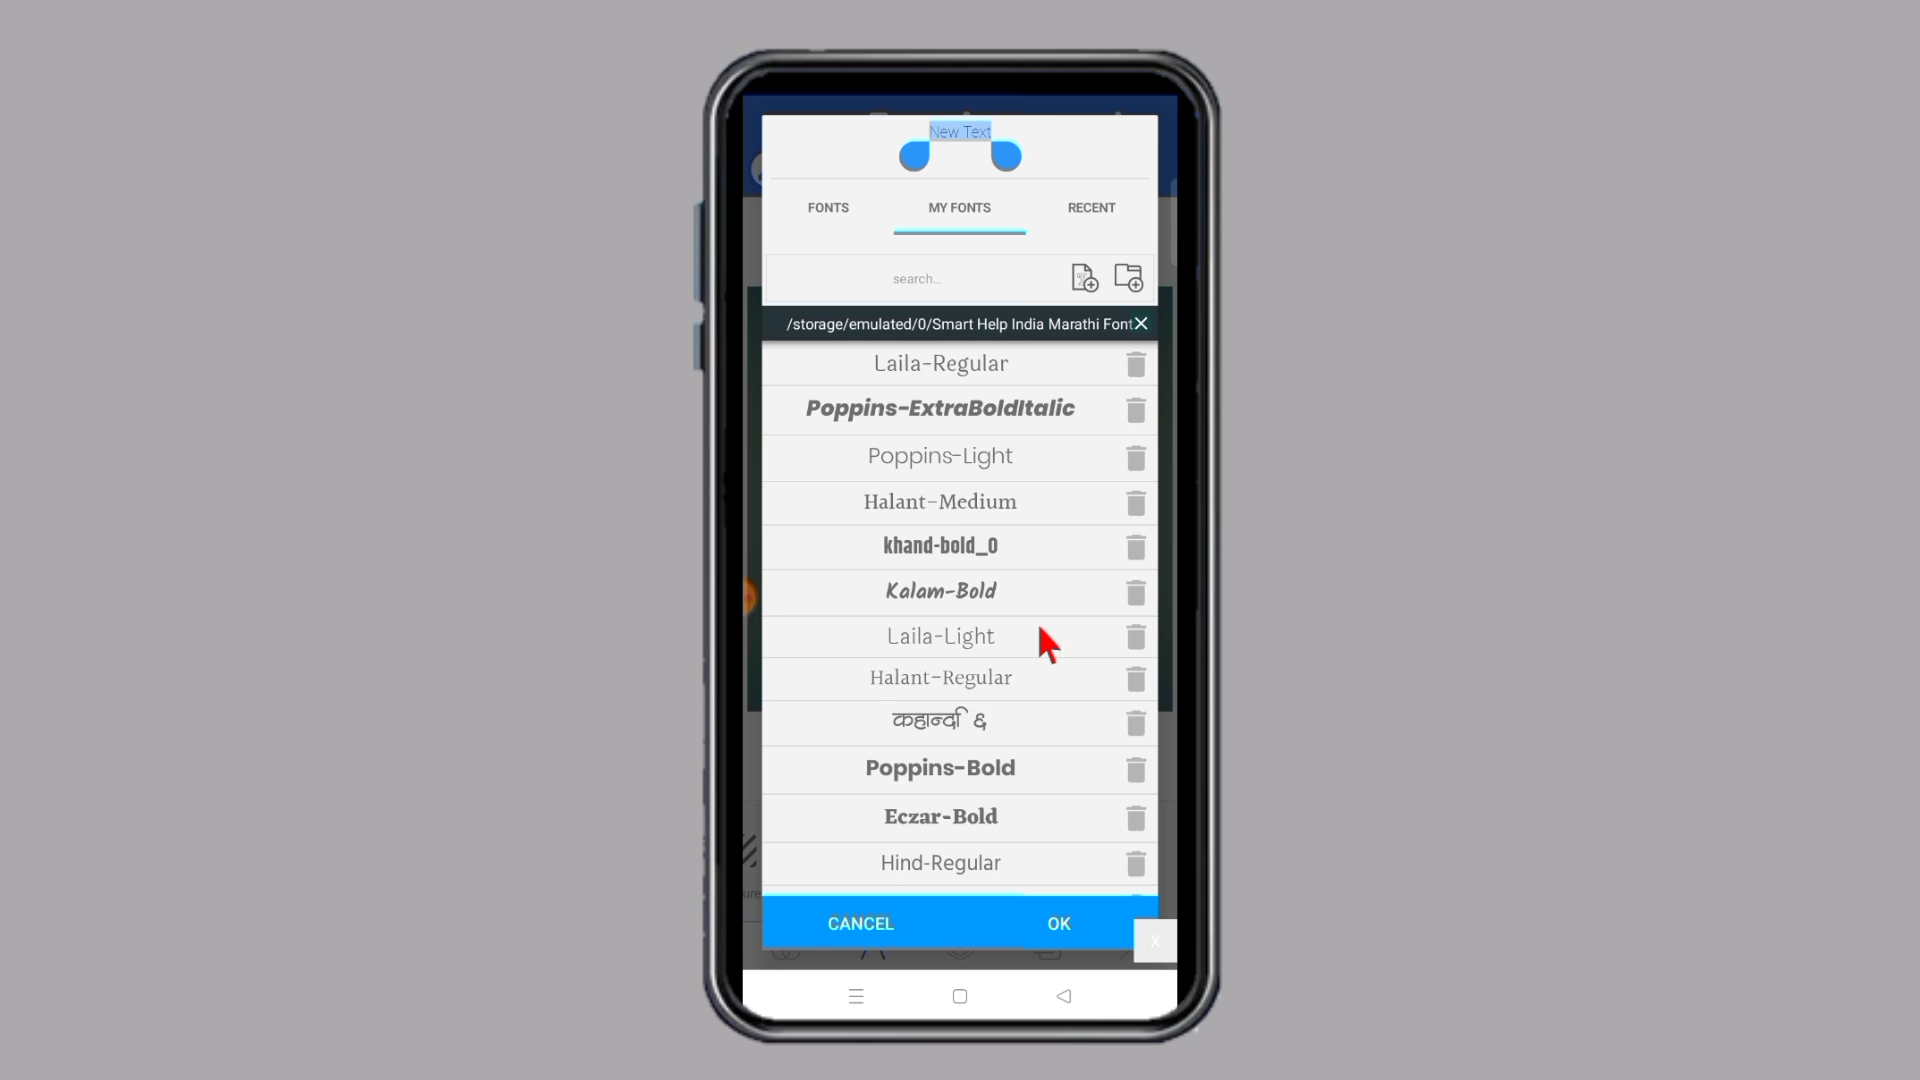 New Text
FONTS MY FONTS RECENT
search...
/storage/emulated/0/Smart Help India Marathi Font
Laila-Regular
Poppins-ExtraBoldItalic
Poppins-Light
Halant-Medium
khand-bold_0
Kalam-Bold
Laila-Light
Halant-Regular
कहार्न्दा &
Poppins-Bold
Eczar-Bold
Hind-Regular
ure
CANCEL OK
X